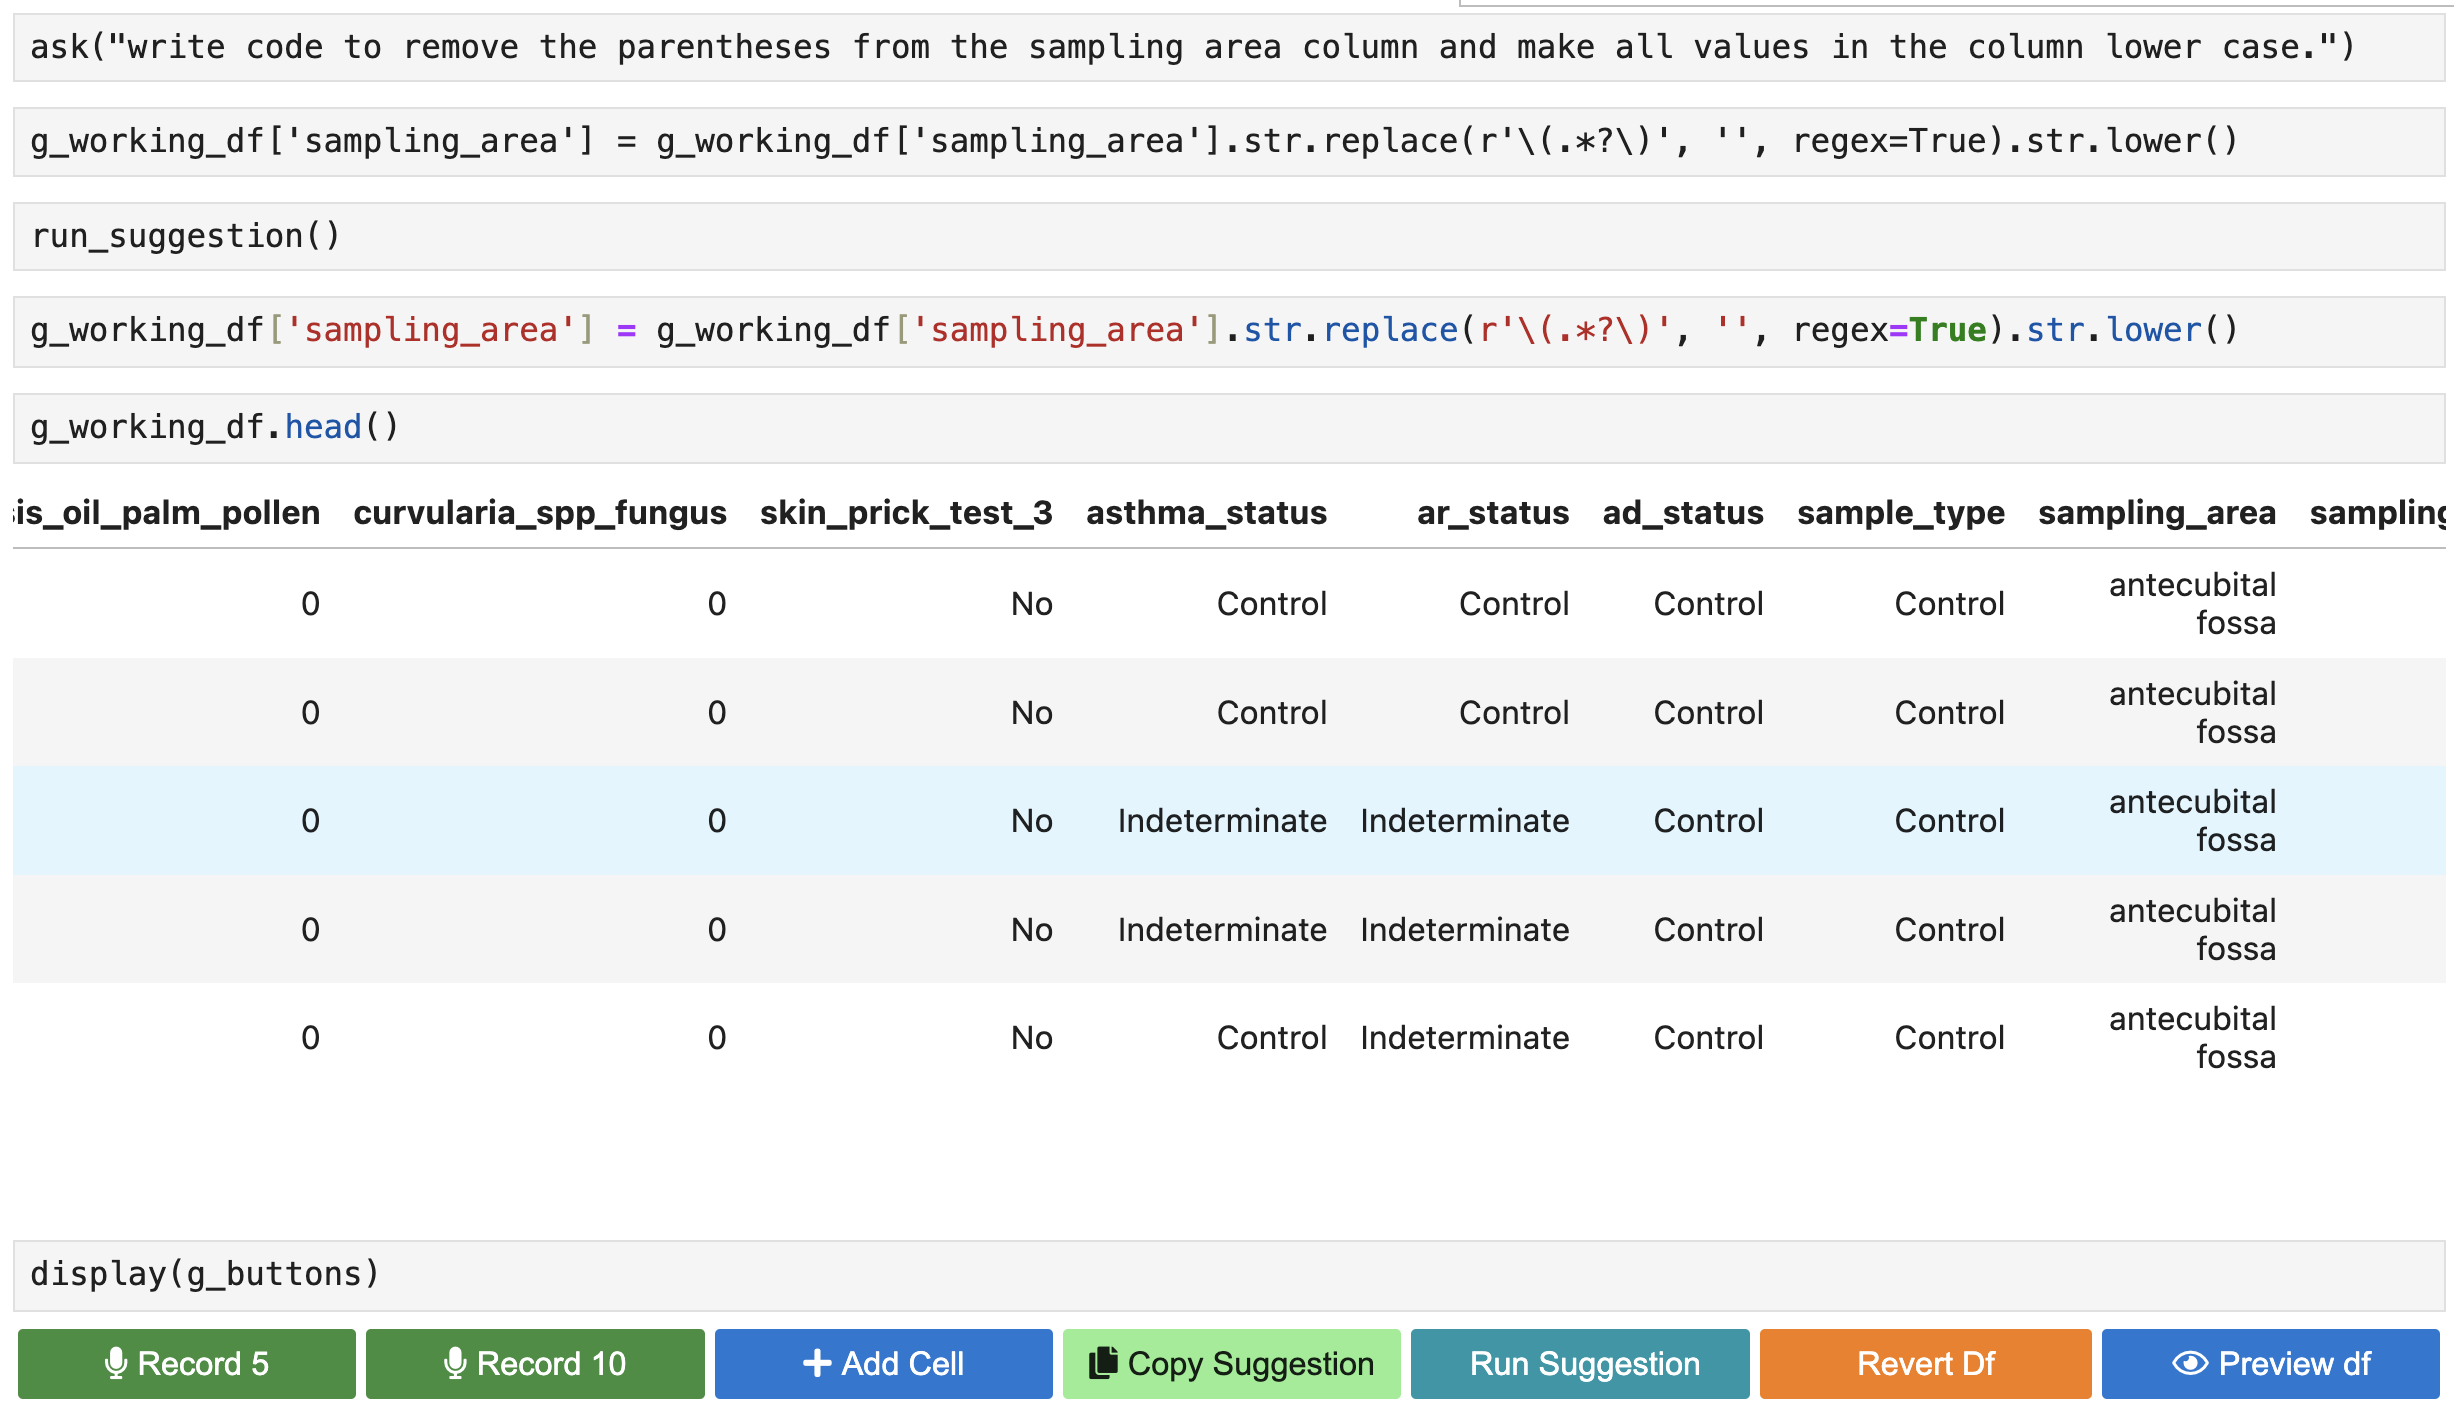 ask("write code to remove the parentheses from the sampling area column and make all values in the column lower case.")
g_working_df['sampling_area'] = g_working_df['sampling_area'].str.replace(r'\(.*?\)', '', regex=True).str.lower()
run_suggestion()
g_working_df['sampling_area'] = g_working_df['sampling_area'].str.replace(r'\(.*?\)', '', regex=True).str.lower()
g_working_df.head()
is_oil_palm_pollen curvularia_spp_fungus skin_prick_test_3 asthma_status ar_status ad_status sample_type sampling_area sampling
0 0 No Control Control Control Control antecubital
fossa
0 0 No Control Control Control Control antecubital
fossa
0 0 No Indeterminate Indeterminate Control Control antecubital
fossa
0 0 No Indeterminate Indeterminate Control Control antecubital
fossa
0 0 No Control Indeterminate Control Control antecubital
fossa
display(g_buttons)
Record 5 Record 10 Add Cell Copy Suggestion Run Suggestion Revert Df Preview df